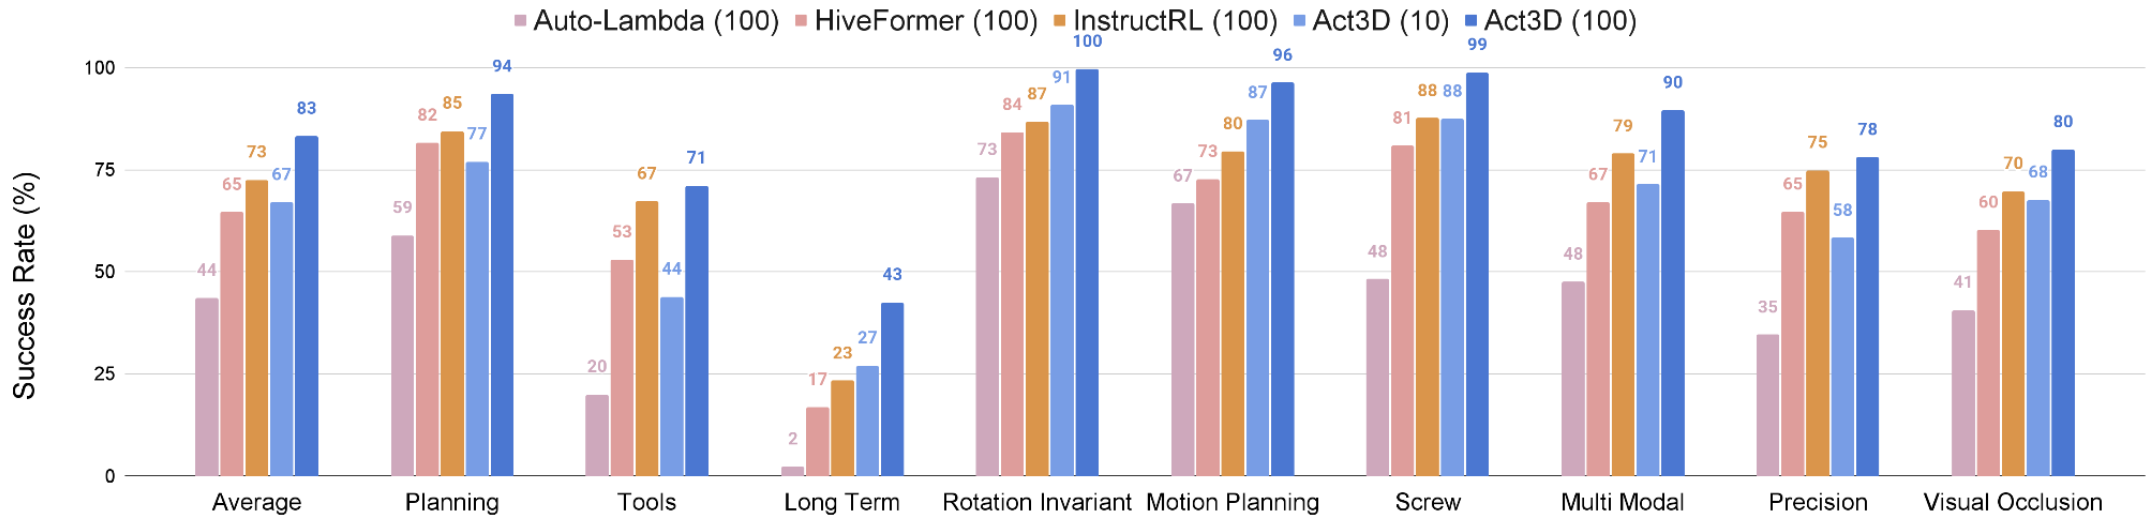 Auto-Lambda (100) HiveFormer (100) InstructRL (100) Act3D (10) Act3D (100)
Success Rate (%)
100
75
50
25
0
44 65 73 67 83
59 82 85 77 94
20 53 67 44 71
2 17 23 27 43
73 84 87 91 100
67 73 80 87 96
48 81 88 88 99
48 67 79 71 90
35 65 75 58 78
41 60 70 68 80
Average Planning Tools Long Term Rotation Invariant Motion Planning Screw Multi Modal Precision Visual Occlusion